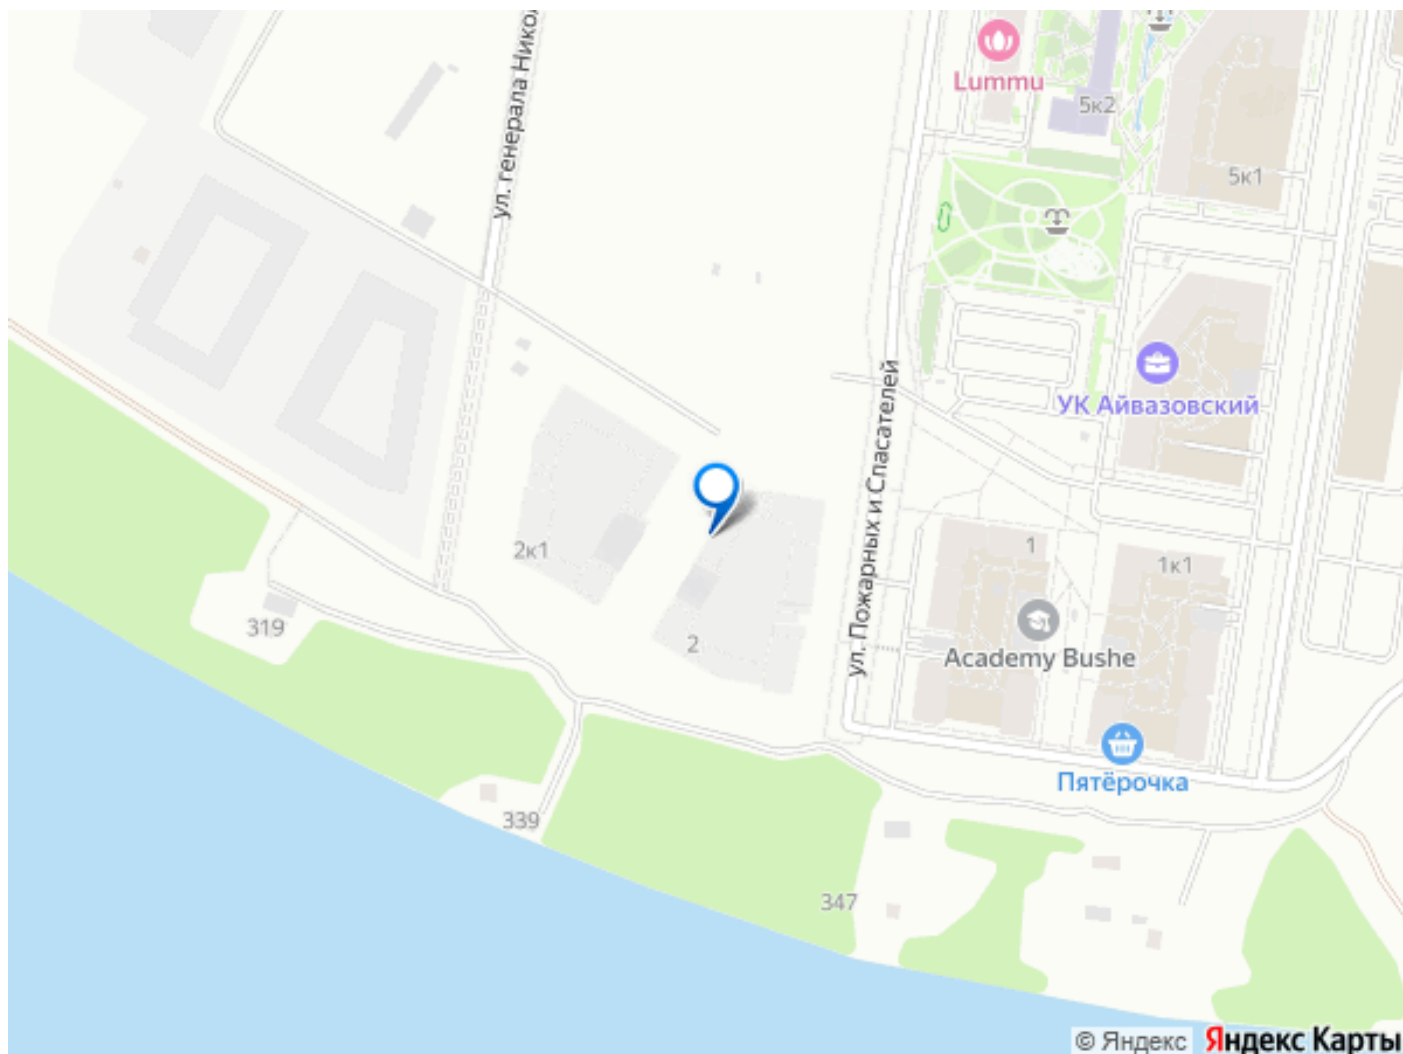 ул. генерала Нико
Lummu
5к2
5к1
УК Айвазовский
ул. Пожарных и Спасателей
2к1
1
1к1
319
2
Academy Bushe
Пятёрочка
339
347
© Яндекс Яндекс Карты